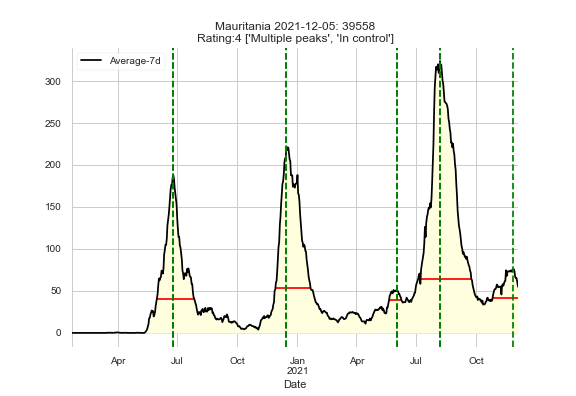 Mauritania 2021-12-05: 39558
Rating:4 ['Multiple peaks', 'In control']
Average-7d
300
250
200
150
100
50
0
Apr
Jul
Oct
Jan
2021
Apr
Jul
Oct
Date